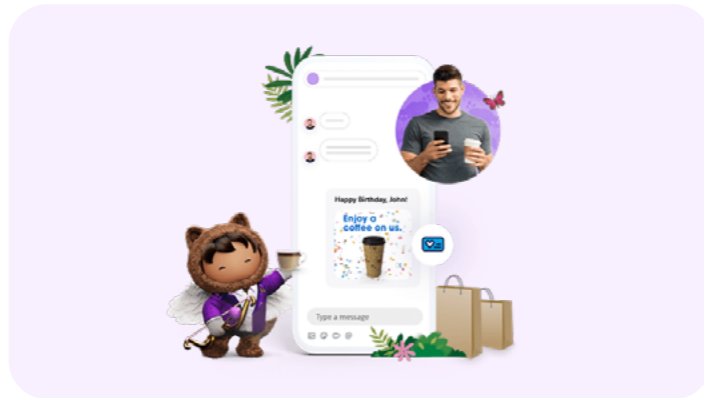 Happy Birthday, John!
Enjoy a
coffee on us.
Type a message